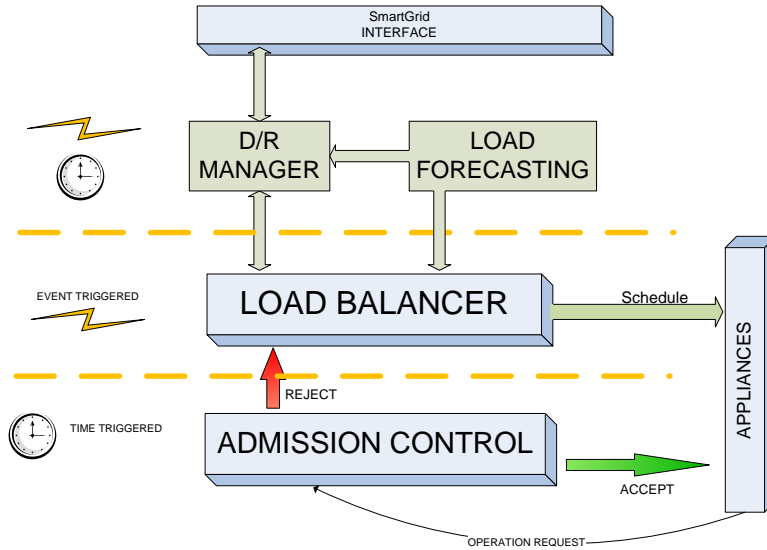 SmartGrid
INTERFACE
D/R
MANAGER
LOAD
FORECASTING
EVENT TRIGGERED
LOAD BALANCER
Schedule
APPLIANCES
REJECT
TIME TRIGGERED
ADMISSION CONTROL
ACCEPT
OPERATION REQUEST